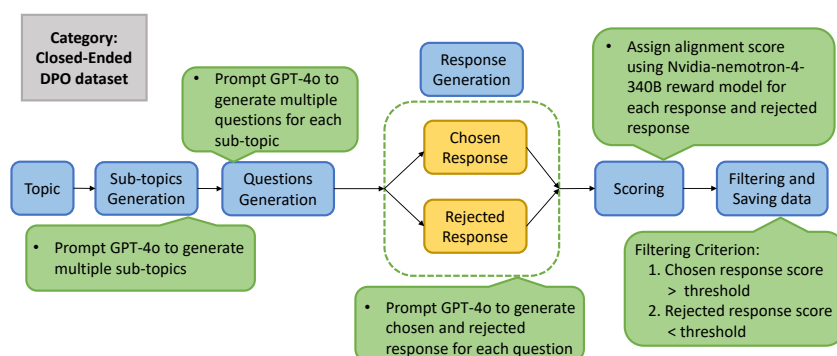 Category:
Closed-Ended
DPO dataset
• Prompt GPT-4o to
generate multiple
questions for each
sub-topic
Response
Generation
• Assign alignment score
using Nvidia-nemotron-4-
340B reward model for
each response and rejected
response
Topic
Sub-topics
Generation
Questions
Generation
Chosen
Response
Rejected
Response
Scoring
Filtering and
Saving data
• Prompt GPT-4o to generate
multiple sub-topics
• Prompt GPT-4o to generate
chosen and rejected
response for each question
Filtering Criterion:
1. Chosen response score
> threshold
2. Rejected response score
< threshold